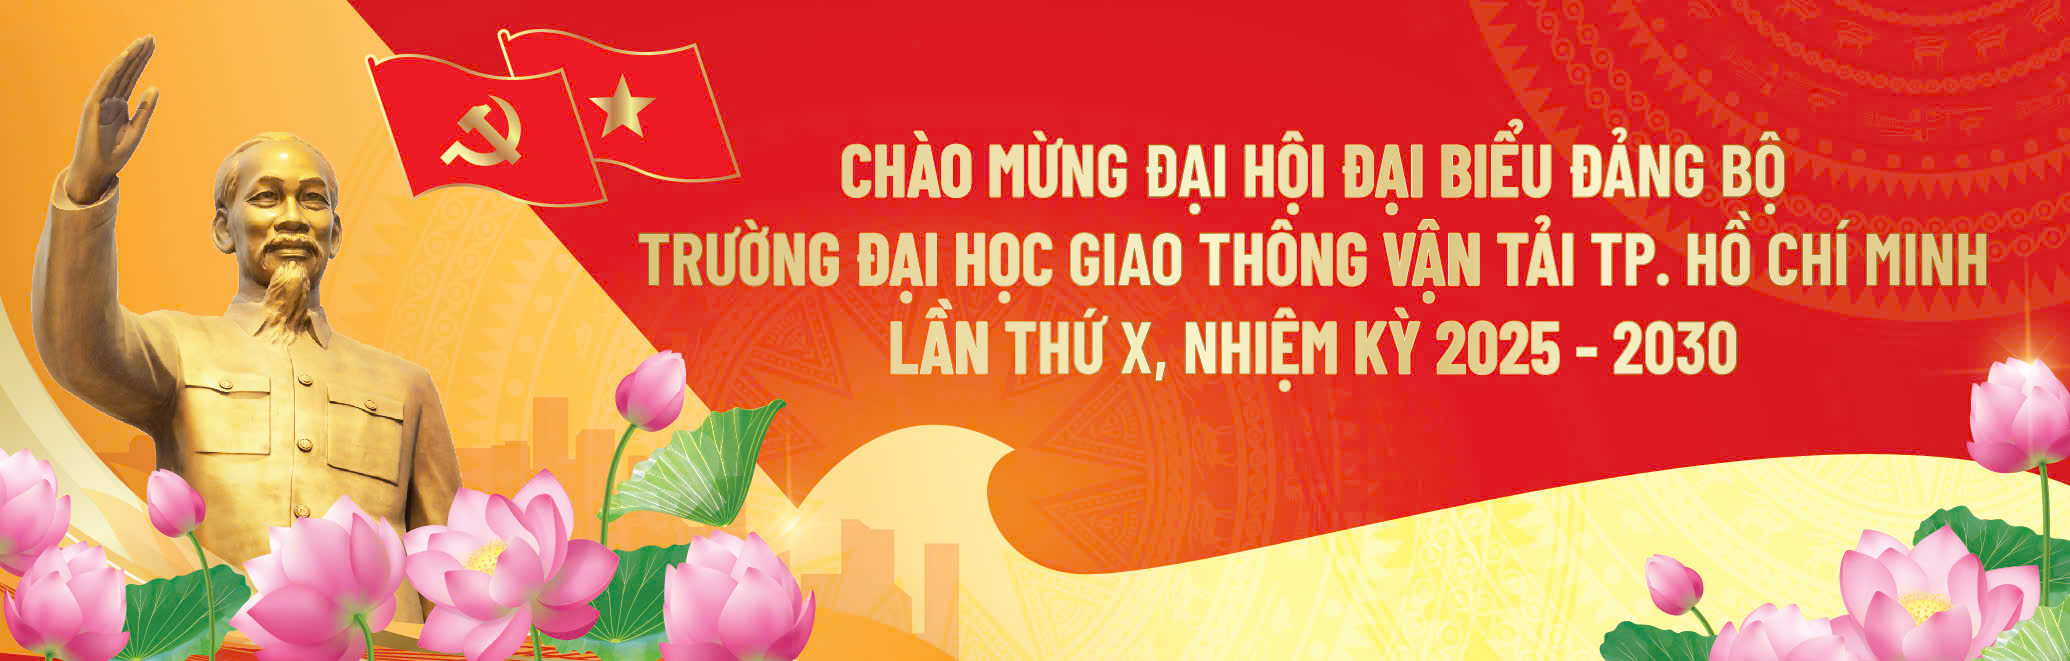 CHÀO MỪNG ĐẠI HỘI ĐẠI BIỂU ĐẢNG BỘ
TRƯỜNG ĐẠI HỌC GIAO THÔNG VẬN TẢI TP. HỒ CHÍ MINH
LẦN THỨ X, NHIỆM KỲ 2025 - 2030